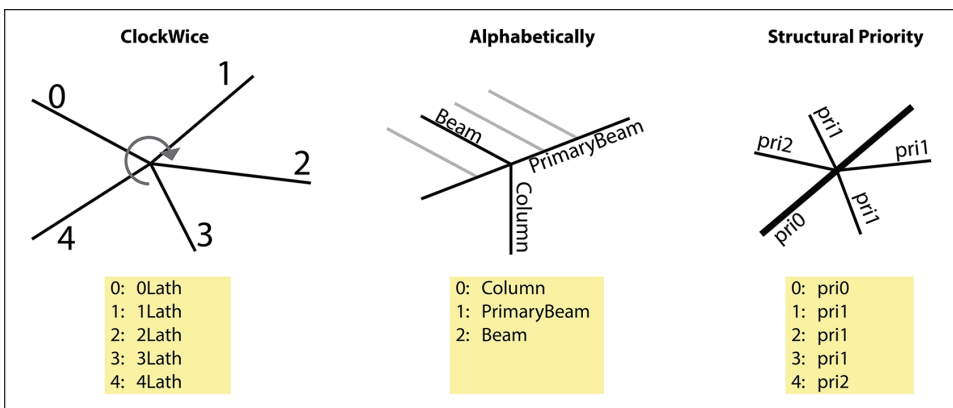 ClockWice
0
1
2
3
4
0: 0Lath
1: 1Lath
2: 2Lath
3: 3Lath
4: 4Lath
Alphabetically
Beam
PrimaryBeam
Column
0: Column
1: PrimaryBeam
2: Beam
Structural Priority
pri1
pri2
pri1
pri1
pri0
0: pri0
1: pri1
2: pri1
3: pri1
4: pri2